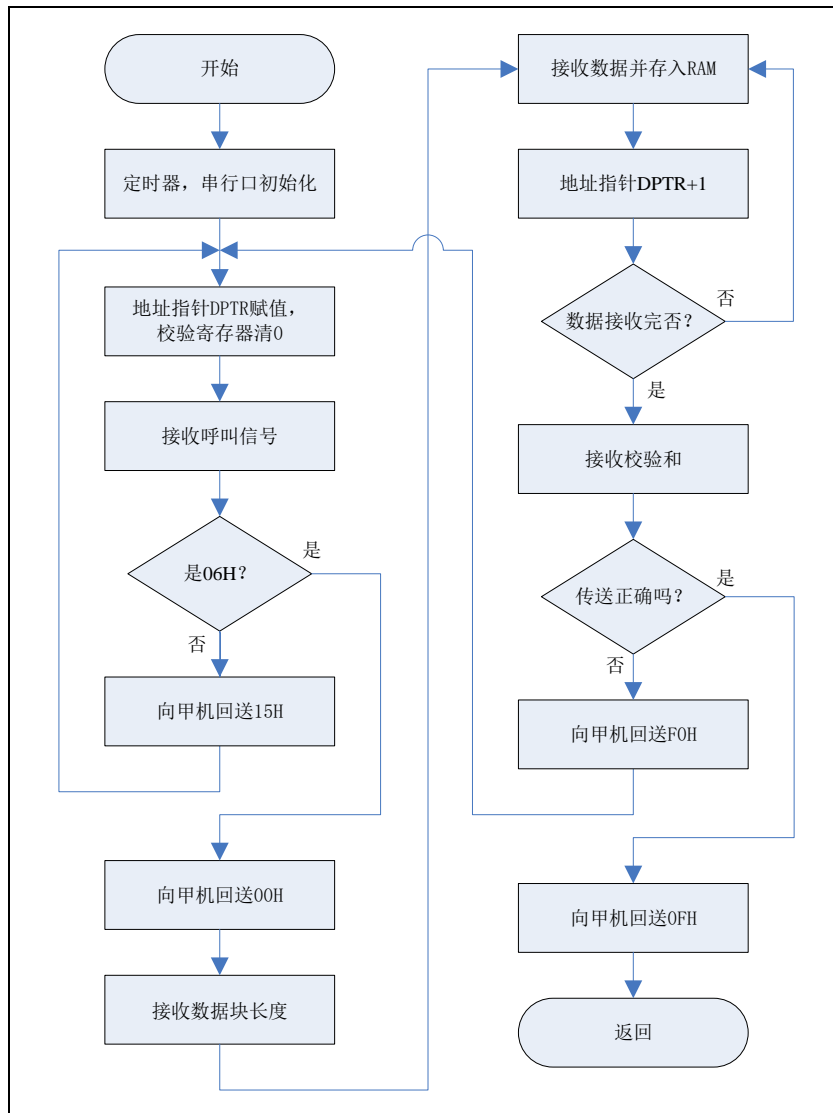 开始
定时器，串行口初始化
地址指针DPTR赋值，
校验寄存器清0
接收呼叫信号
是06H？
是
否
向甲机回送15H
向甲机回送00H
接收数据块长度
接收数据并存入RAM
地址指针DPTR+1
数据接收完否？
否
是
接收校验和
传送正确吗？
是
否
向甲机回送F0H
向甲机回送0FH
返回